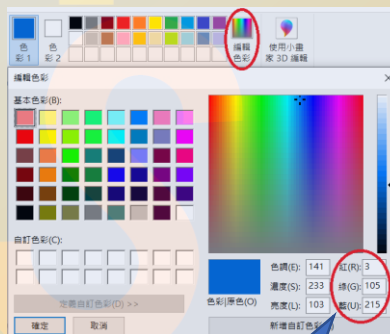 色
彩 1
色
彩 2
編輯
色彩
使用小畫
家 3D 編輯
編輯色彩
基本色彩(B):
自訂色彩(C):
定義自訂色彩(D) >>
確定
取消
色彩|原色(O)
色調(E): 141
濃度(S): 233
亮度(L): 103
紅(R): 3
綠(G): 105
藍(U): 215
新增自訂色彩